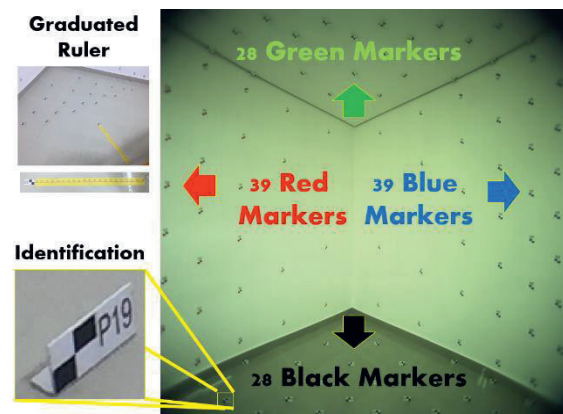 Graduated
Ruler
28 Green Markers
39 Red
Markers
39 Blue
Markers
Identification
P19
28 Black Markers